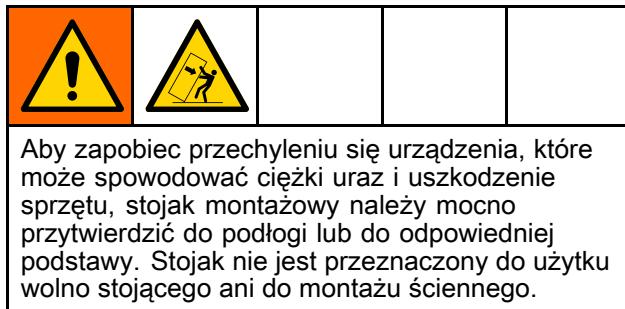 Aby zapobiec przechyleniu się urządzenia, które
może spowodować ciężki uraz i uszkodzenie
sprzętu, stojak montażowy należy mocno
przytwierdzić do podłogi lub do odpowiedniej
podstawy. Stojak nie jest przeznaczony do użytku
wolno stojącego ani do montażu ściennego.